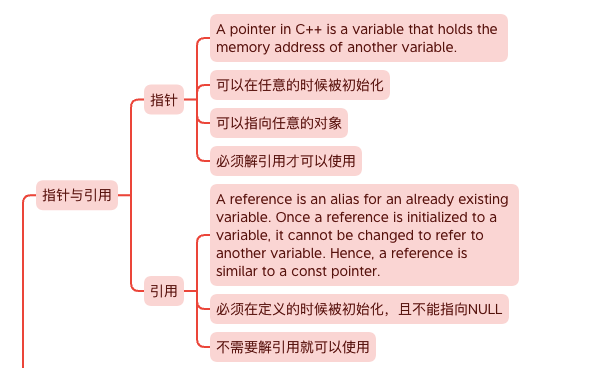 指针与引用
指针
A pointer in C++ is a variable that holds the
memory address of another variable.
可以在任意的时候被初始化
可以指向任意的对象
必须解引用才可以使用
引用
A reference is an alias for an already existing
variable. Once a reference is initialized to a
variable, it cannot be changed to refer to
another variable. Hence, a reference is
similar to a const pointer.
必须在定义的时候被初始化，且不能指向NULL
不需要解引用就可以使用